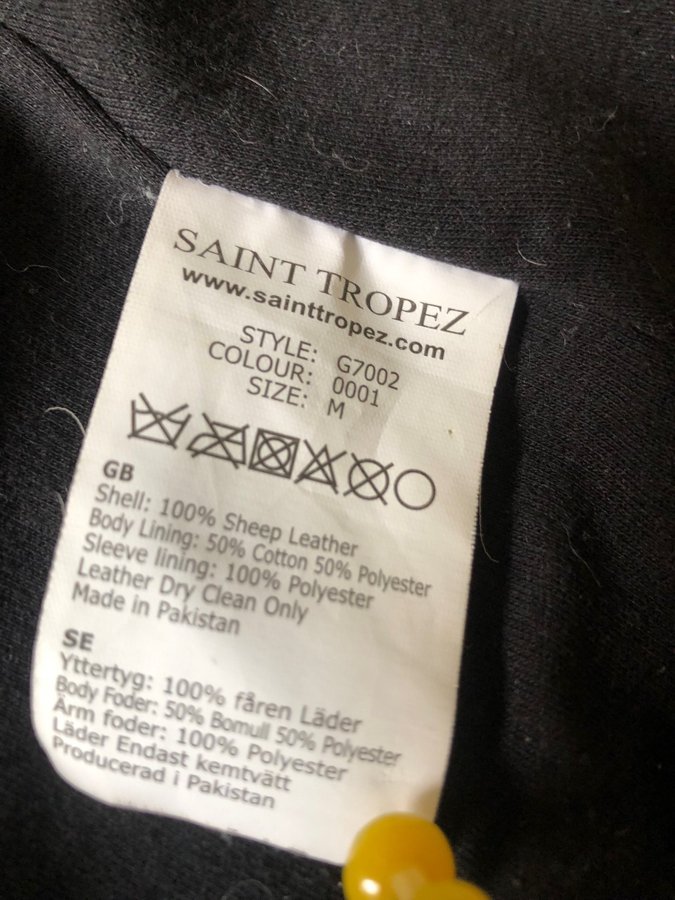 SAINT TROPEZ
www.sainttropez.com
STYLE: G7002
COLOUR: 0001
SIZE: M
GB
Shell: 100% Sheep Leather
Body Lining: 50% Cotton 50% Polyester
Sleeve lining: 100% Polyester
Leather Dry Clean Only
Made in Pakistan
SE
Yttertyg: 100% fåren Läder
Body Foder: 50% Bomull 50% Polyester
Ärm foder: 100% Polyester
Läder Endast kemtvätt
Producerad i Pakistan